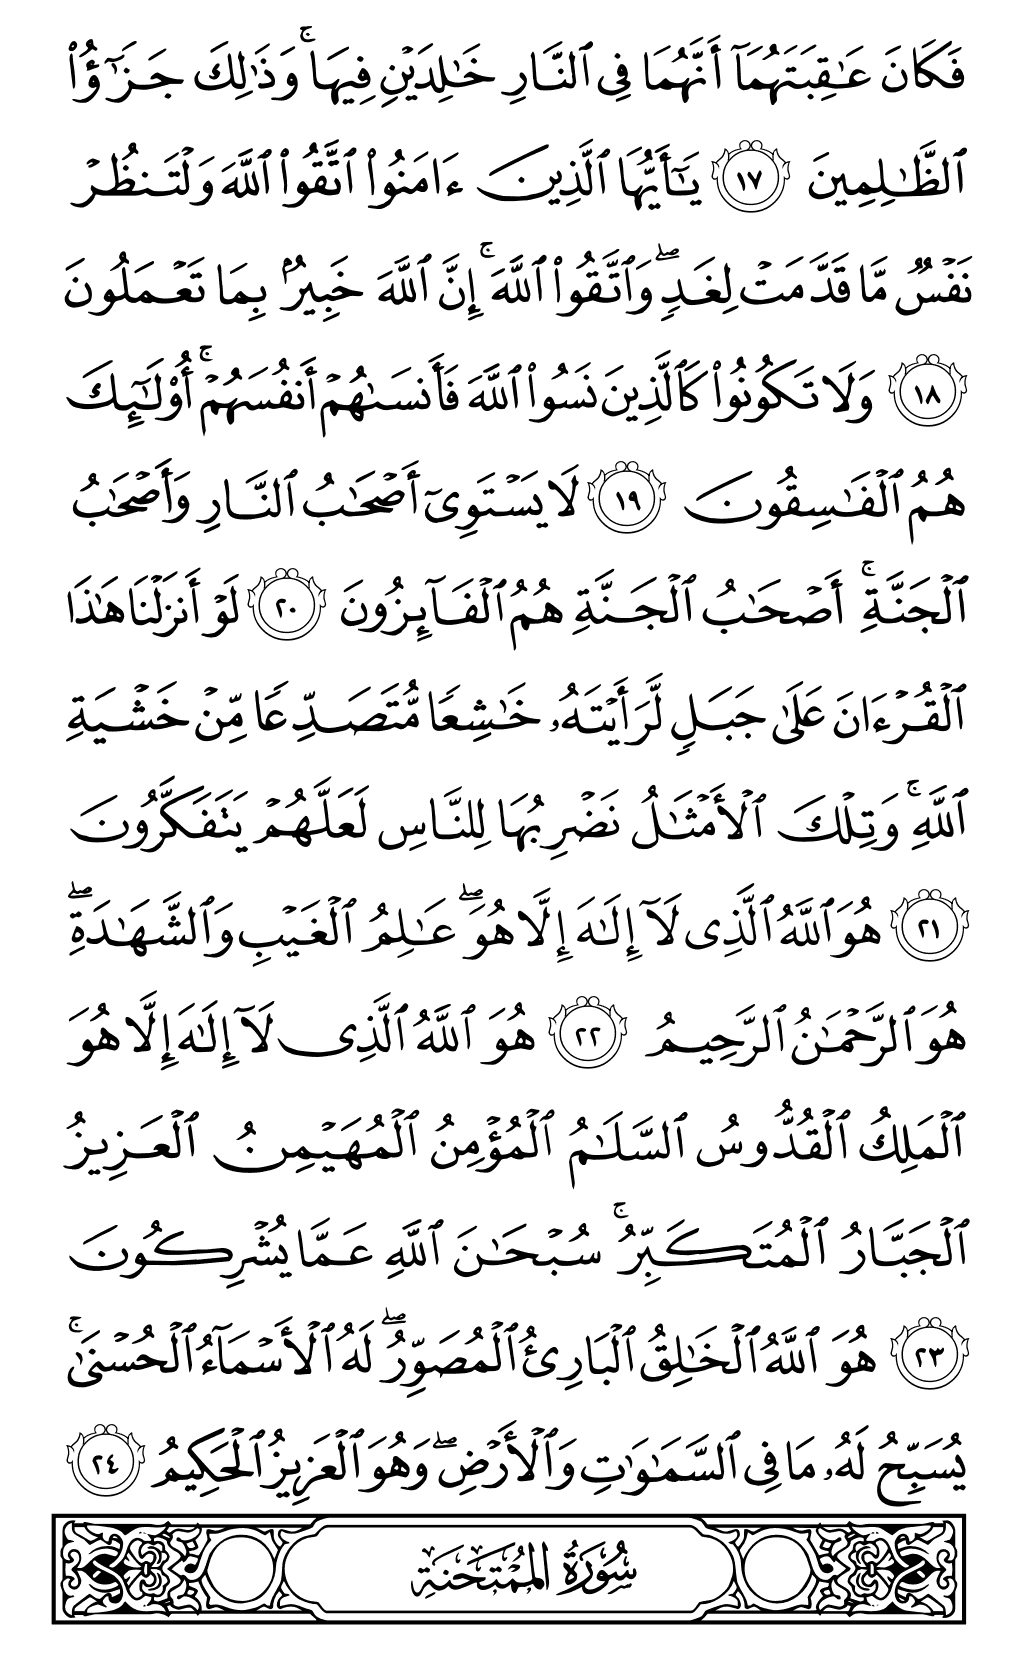 فَكَانَ عَٰقِبَتَهُمَآ أَنَّهُمَا فِى ٱلنَّارِ خَٰلِدَيْنِ فِيهَا ۚ وَذَٰلِكَ جَزَٰٓؤُا۟
ٱلظَّٰلِمِينَ ١٧ يَٰٓأَيُّهَا ٱلَّذِينَ ءَامَنُوا۟ ٱتَّقُوا۟ ٱللَّهَ وَلْتَنظُرْ
نَفْسٌ مَّا قَدَّمَتْ لِغَدٍ ۖ وَٱتَّقُوا۟ ٱللَّهَ ۚ إِنَّ ٱللَّهَ خَبِيرٌۢ بِمَا تَعْمَلُونَ
١٨ وَلَا تَكُونُوا۟ كَٱلَّذِينَ نَسُوا۟ ٱللَّهَ فَأَنسَىٰهُمْ أَنفُسَهُمْ ۚ أُو۟لَٰٓئِكَ
هُمُ ٱلْفَٰسِقُونَ ١٩ لَا يَسْتَوِىٓ أَصْحَٰبُ ٱلنَّارِ وَأَصْحَٰبُ
ٱلْجَنَّةِ ۚ أَصْحَٰبُ ٱلْجَنَّةِ هُمُ ٱلْفَآئِزُونَ ٢٠ لَوْ أَنزَلْنَا هَٰذَا
ٱلْقُرْءَانَ عَلَىٰ جَبَلٍ لَّرَأَيْتَهُۥ خَٰشِعًا مُّتَصَدِّعًا مِّنْ خَشْيَةِ
ٱللَّهِ ۚ وَتِلْكَ ٱلْأَمْثَٰلُ نَضْرِبُهَا لِلنَّاسِ لَعَلَّهُمْ يَتَفَكَّرُونَ
٢١ هُوَ ٱللَّهُ ٱلَّذِى لَآ إِلَٰهَ إِلَّا هُوَ ۖ عَٰلِمُ ٱلْغَيْبِ وَٱلشَّهَٰدَةِ ۖ
هُوَ ٱلرَّحْمَٰنُ ٱلرَّحِيمُ ٢٢ هُوَ ٱللَّهُ ٱلَّذِى لَآ إِلَٰهَ إِلَّا هُوَ
ٱلْمَلِكُ ٱلْقُدُّوسُ ٱلسَّلَٰمُ ٱلْمُؤْمِنُ ٱلْمُهَيْمِنُ ٱلْعَزِيزُ
ٱلْجَبَّارُ ٱلْمُتَكَبِّرُ ۚ سُبْحَٰنَ ٱللَّهِ عَمَّا يُشْرِكُونَ
٢٣ هُوَ ٱللَّهُ ٱلْخَٰلِقُ ٱلْبَارِئُ ٱلْمُصَوِّرُ ۖ لَهُ ٱلْأَسْمَآءُ ٱلْحُسْنَىٰ ۚ
يُسَبِّحُ لَهُۥ مَا فِى ٱلسَّمَٰوَٰتِ وَٱلْأَرْضِ ۖ وَهُوَ ٱلْعَزِيزُ ٱلْحَكِيمُ ٢٤
سُورَةُ المُمْتَحَنَةِ